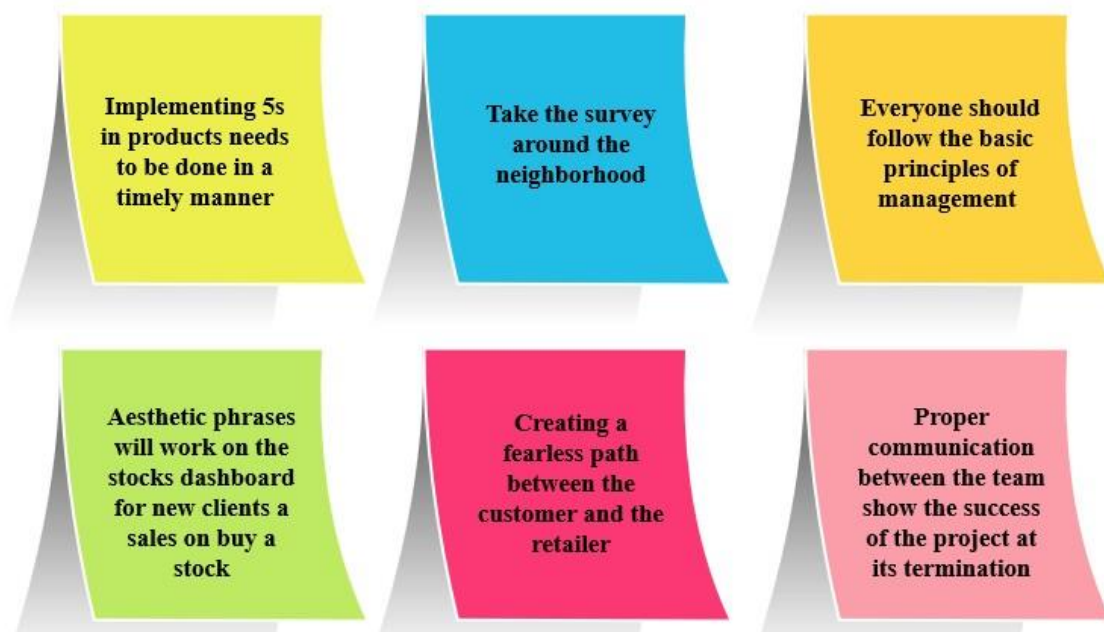 Implementing 5s
in products needs
to be done in a
timely manner
Take the survey
around the
neighborhood
Everyone should
follow the basic
principles of
management
Aesthetic phrases
will work on the
stocks dashboard
for new clients a
sales on buy a
stock
Creating a
fearless path
between the
customer and the
retailer
Proper
communication
between the team
show the success
of the project at
its termination